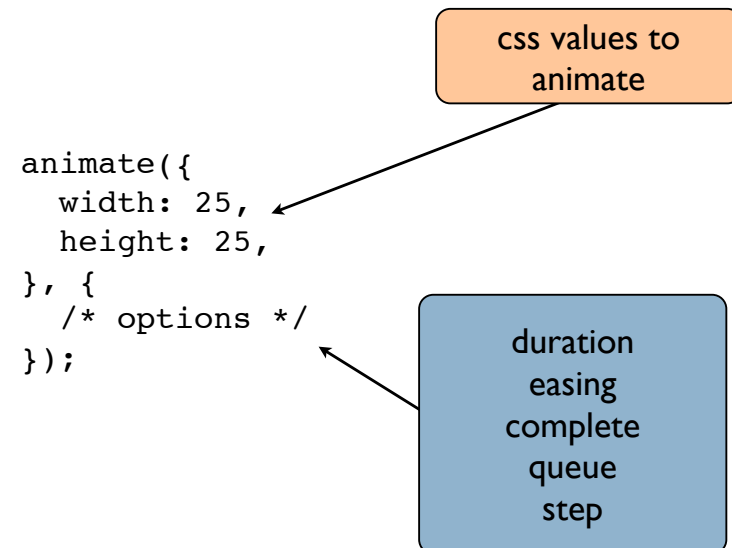 css values to
animate
animate({
  width: 25,
  height: 25,
}, {
  /* options */
});
duration
easing
complete
queue
step